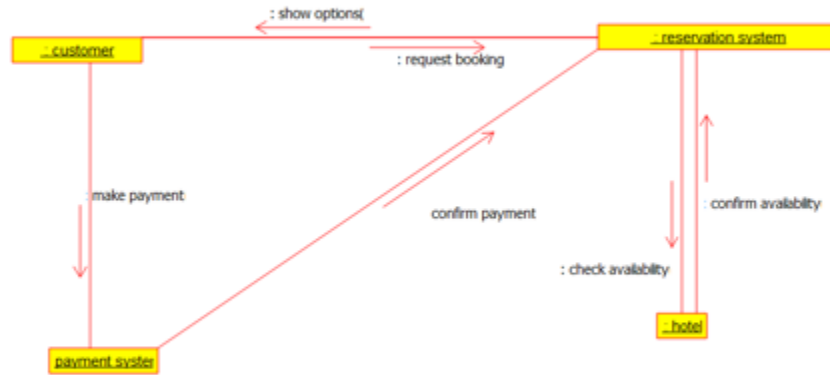 : show options(
: customer
: reservation system
: request booking
: make payment
confirm payment
: confirm availability
: check availability
: hotel
payment syster